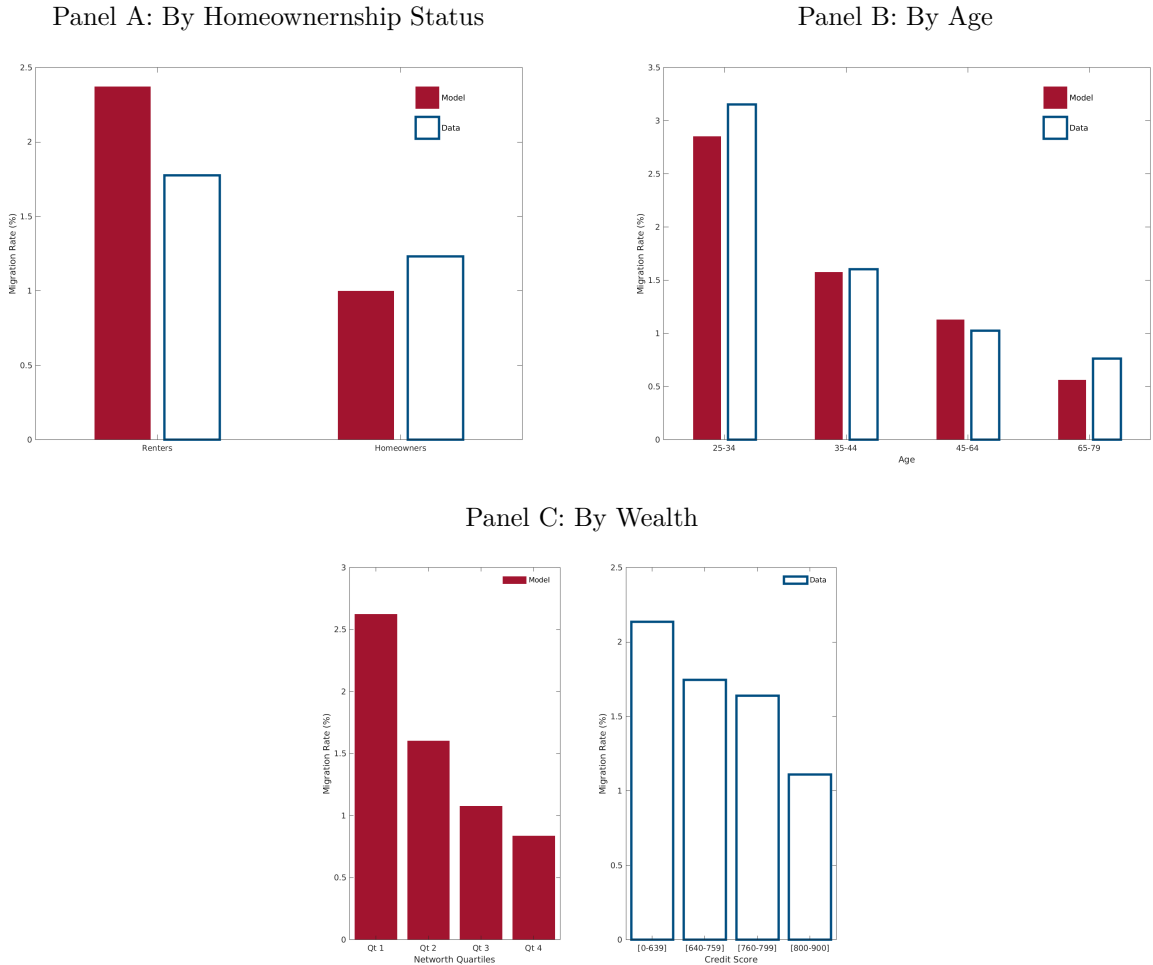 Panel A: By Homeownernship Status
2.5
2
1.5
1
0.5
0
Migration Rate (%)
Model
Data
Renters
Homeowners
Panel B: By Age
3.5
3
2.5
2
1.5
1
0.5
0
Migration Rate (%)
Model
Data
25-34
35-44
45-64
65-79
Age
Panel C: By Wealth
3
2.5
2
1.5
1
0.5
0
Migration Rate (%)
Model
Qt 1
Qt 2
Qt 3
Qt 4
Networth Quartiles
2.5
2
1.5
1
0.5
0
Migration Rate (%)
Data
[0-639]
[640-759]
[760-799]
[800-900]
Credit Score